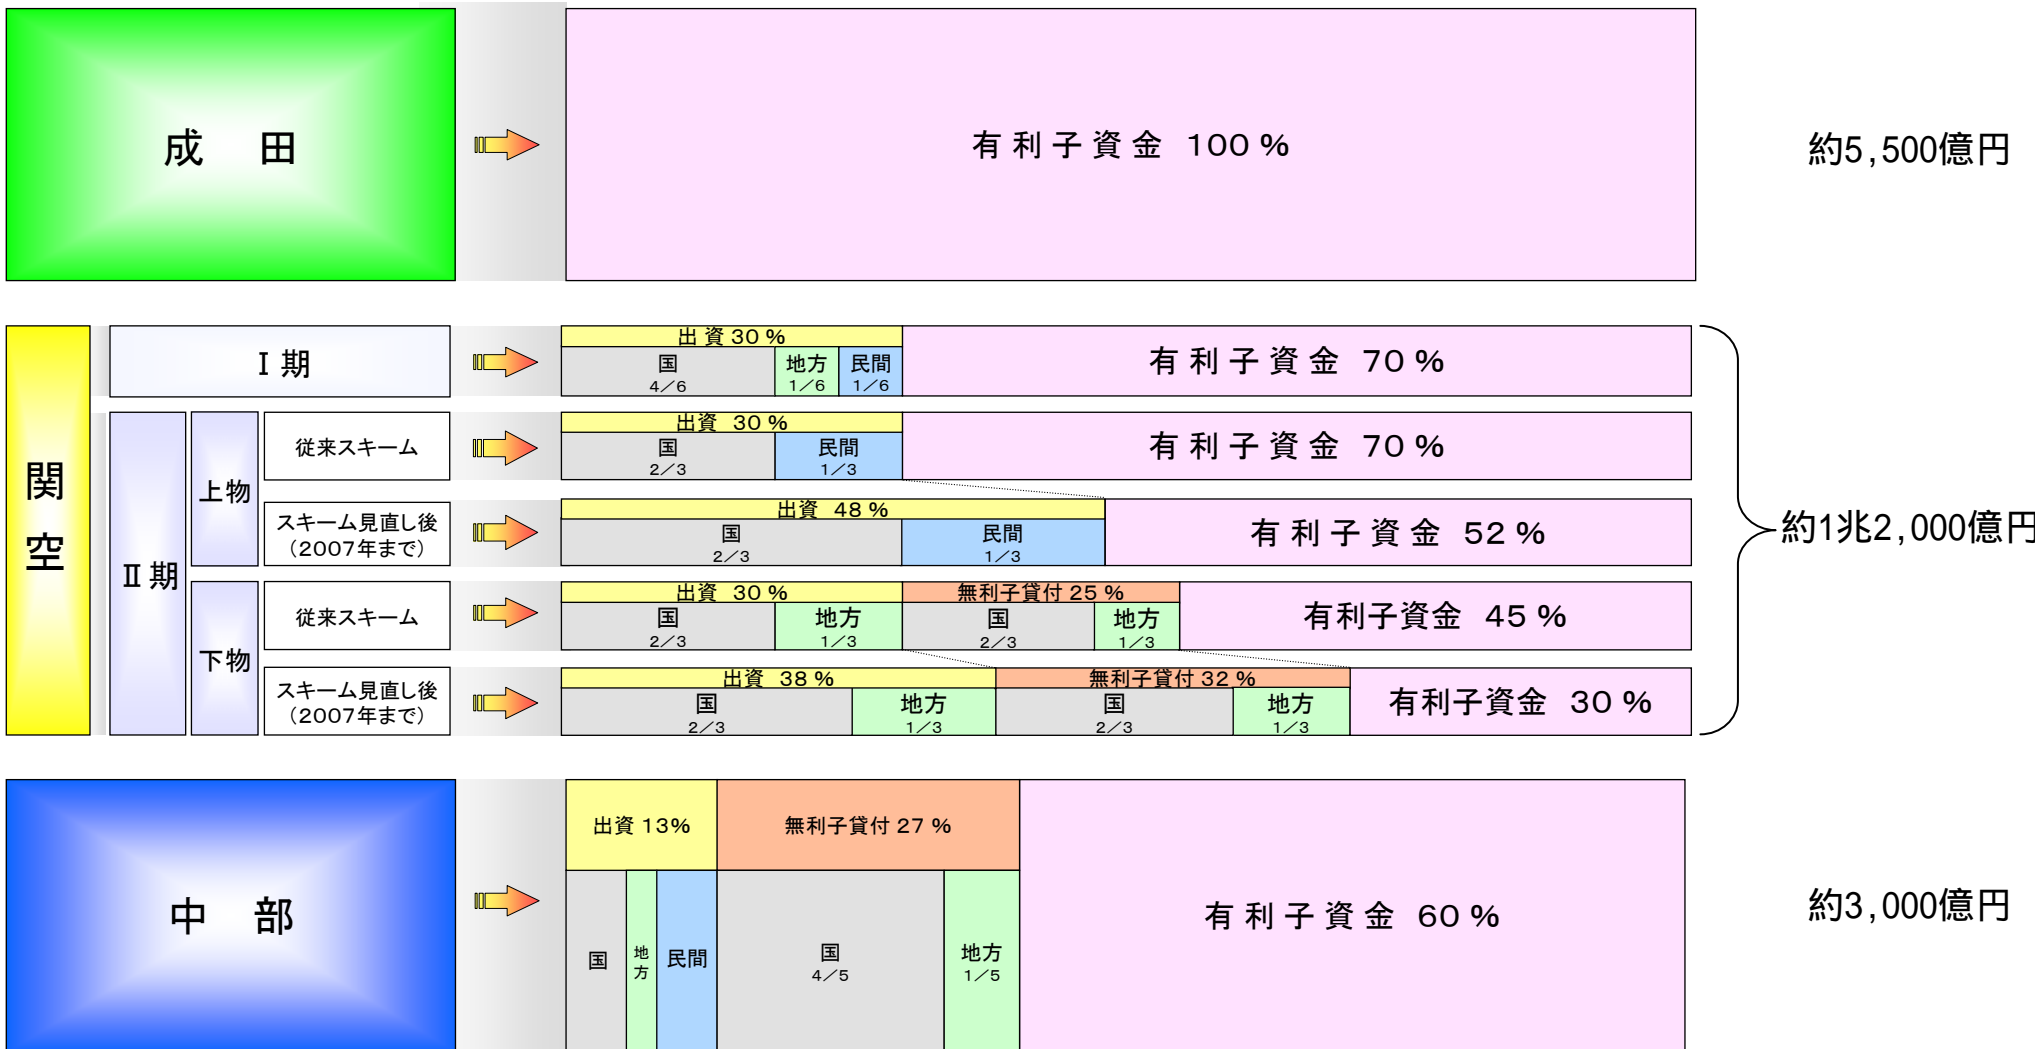 成 田
有利子資金 100％
約5,500億円
関空
Ⅰ期
出資 30％
国
4／6
地方
1／6
民間
1／6
有利子資金 70％
Ⅱ期
上物
従来スキーム
出資 30％
国
2／3
民間
1／3
有利子資金 70％
スキーム見直し後
（2007年まで）
出資 48％
国
2／3
民間
1／3
有利子資金 52％
約1兆2,000億円
下物
従来スキーム
出資 30％
国
2／3
地方
1／3
無利子貸付 25％
国
2／3
地方
1／3
有利子資金 45％
スキーム見直し後
（2007年まで）
出資 38％
国
2／3
地方
1／3
無利子貸付 32％
国
2／3
地方
1／3
有利子資金 30％
中 部
出資 13%
国
地方
民間
無利子貸付 27％
国
4／5
地方
1／5
有利子資金 60％
約3,000億円